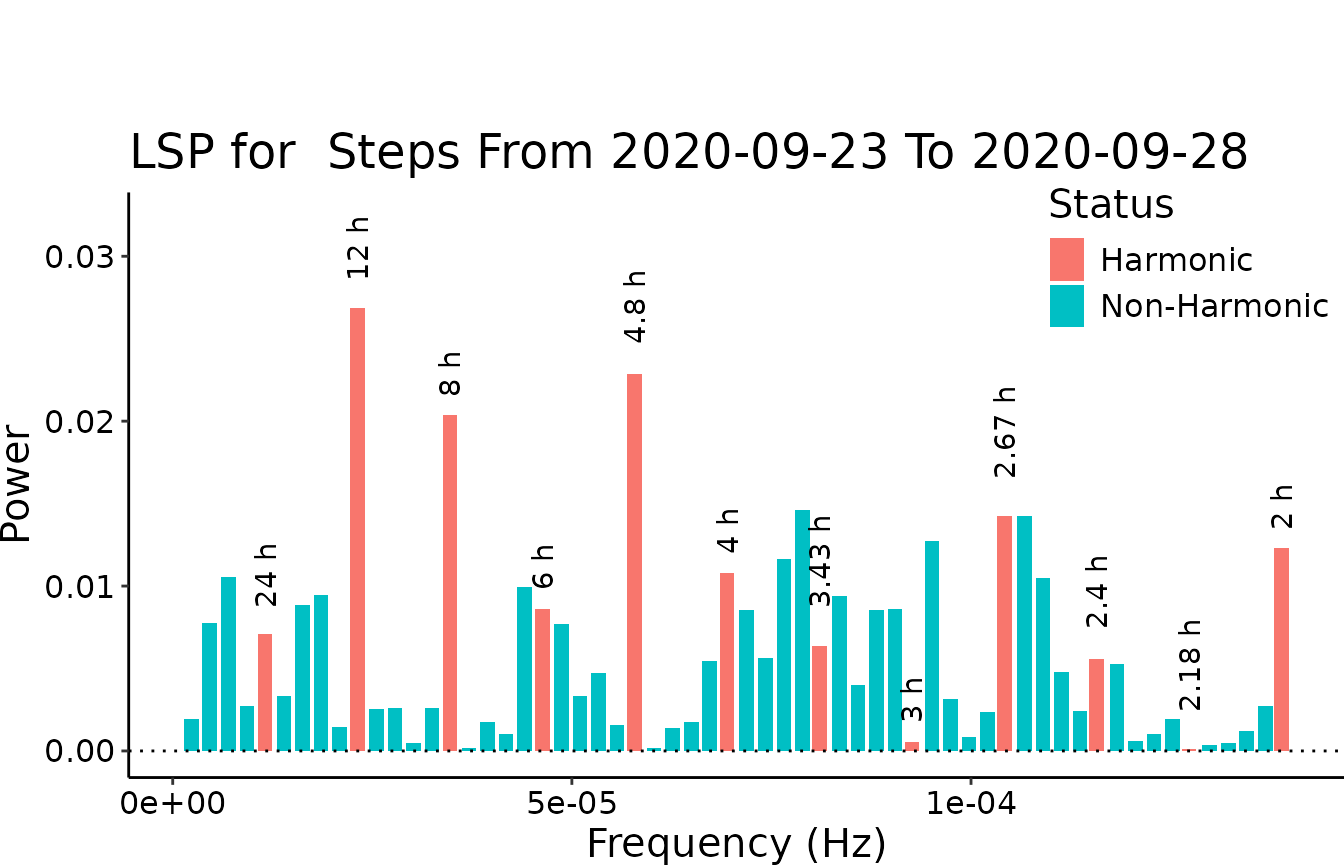 LSP for  Steps From 2020-09-23 To 2020-09-28
Status
Harmonic
Non-Harmonic
Power
0.03
0.02
0.01
0.00
24 h
12 h
8 h
6 h
4.8 h
4 h
3.43 h
3 h
2.67 h
2.4 h
2.18 h
2 h
0e+00
5e-05
1e-04
Frequency (Hz)